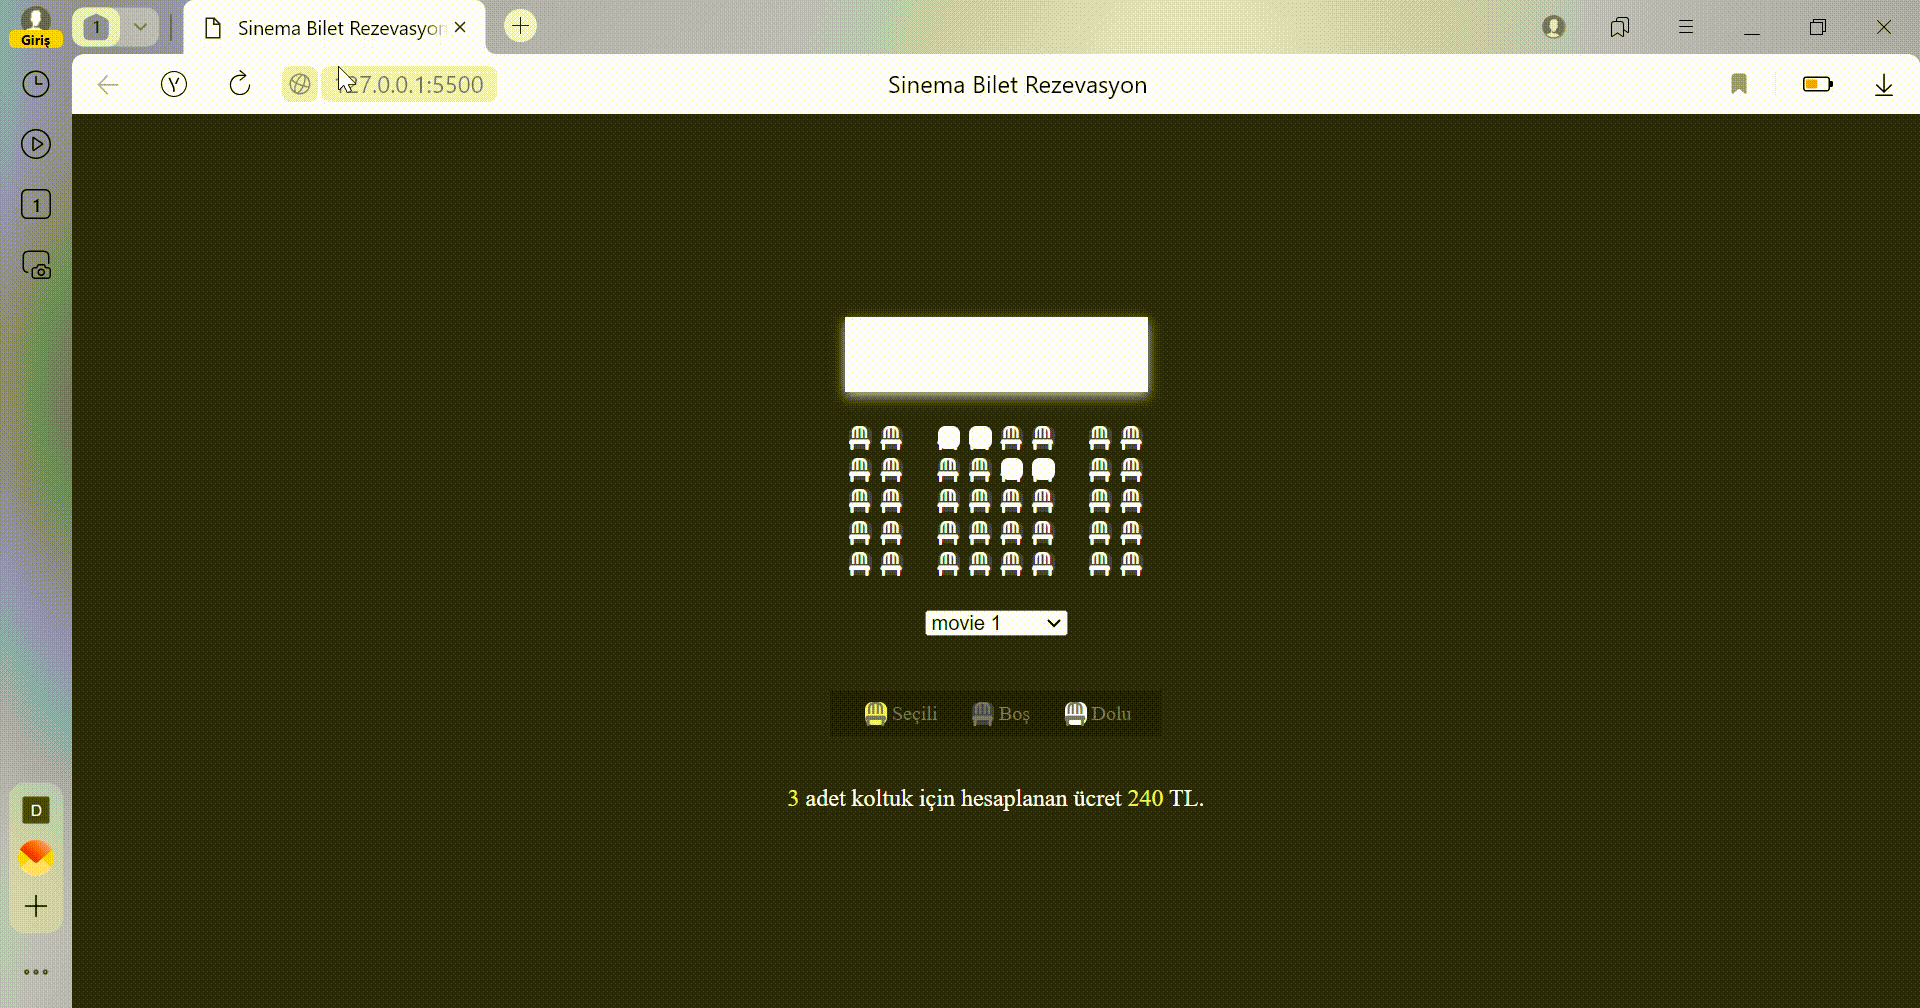 Giriş
1
Sinema Bilet Rezevasyon
27.0.0.1:5500
Sinema Bilet Rezevasyon
1
movie 1
Seçili
Boş
Dolu
3 adet koltuk için hesaplanan ücret 240 TL.
D